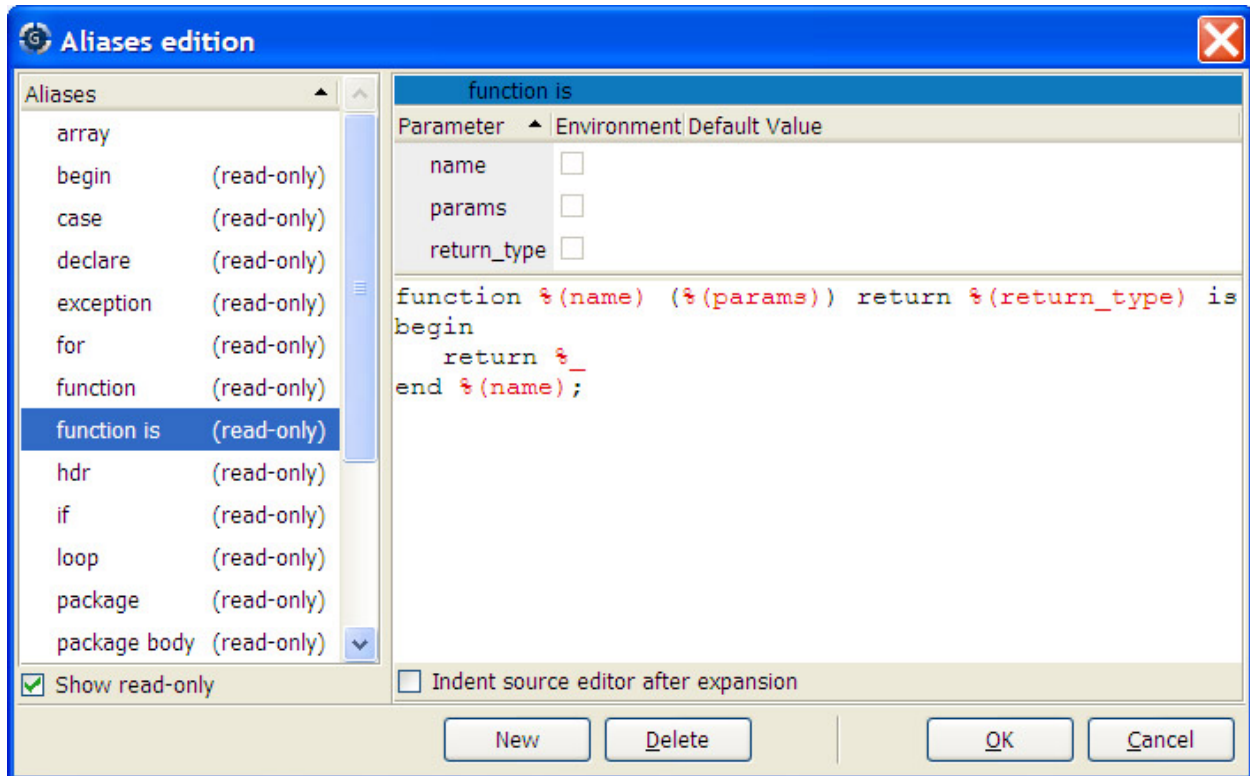 Aliases edition
Aliases
array
begin (read-only)
case (read-only)
declare (read-only)
exception (read-only)
for (read-only)
function (read-only)
function is (read-only)
hdr (read-only)
if (read-only)
loop (read-only)
package (read-only)
package body (read-only)
Show read-only
function is
Parameter Environment Default Value
name
params
return_type
function %(name) (%(params)) return %(return_type) is
begin
return %_
end %(name);
Indent source editor after expansion
New Delete OK Cancel